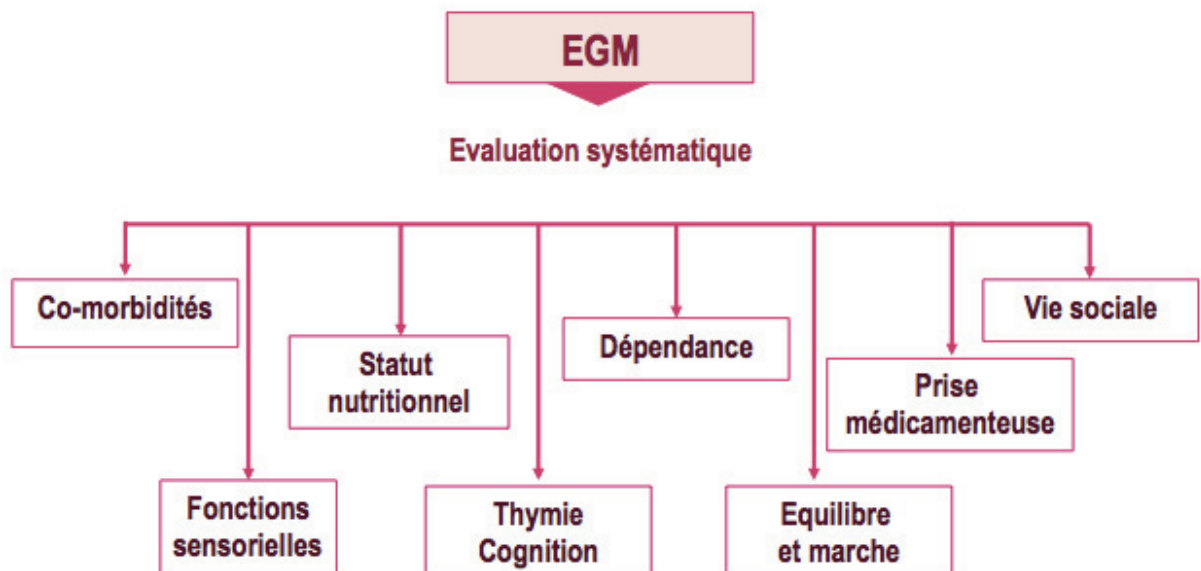 EGM
Evaluation systématique
Co-morbidités
Vie sociale
Statut
nutritionnel
Dépendance
Prise
médicamenteuse
Fonctions
sensorielles
Thymie
Cognition
Equilibre
et marche